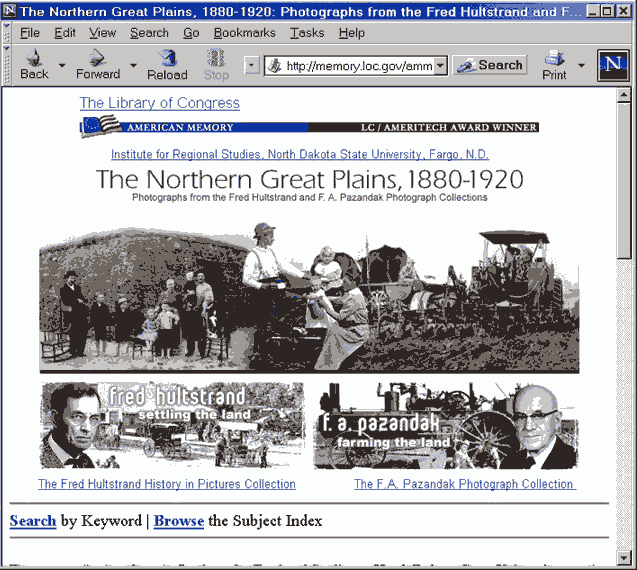 The Northern Great Plains, 1880-1920: Photographs from the Fred Hultstrand and F...
File Edit View Search Go Bookmarks Tasks Help
Back Forward Reload Stop http://memory.loc.gov/amm Search Print N
The Library of Congress
AMERICAN MEMORY LC / AMERITECH AWARD WINNER
Institute for Regional Studies, North Dakota State University, Fargo, N.D.
The Northern Great Plains, 1880-1920
Photographs from the Fred Hultstrand and F. A. Pazandak Photograph Collections
fred hultstrand
settling the land
f. a. pazandak
farming the land
The Fred Hultstrand History in Pictures Collection The F.A. Pazandak Photograph Collection
Search by Keyword | Browse the Subject Index